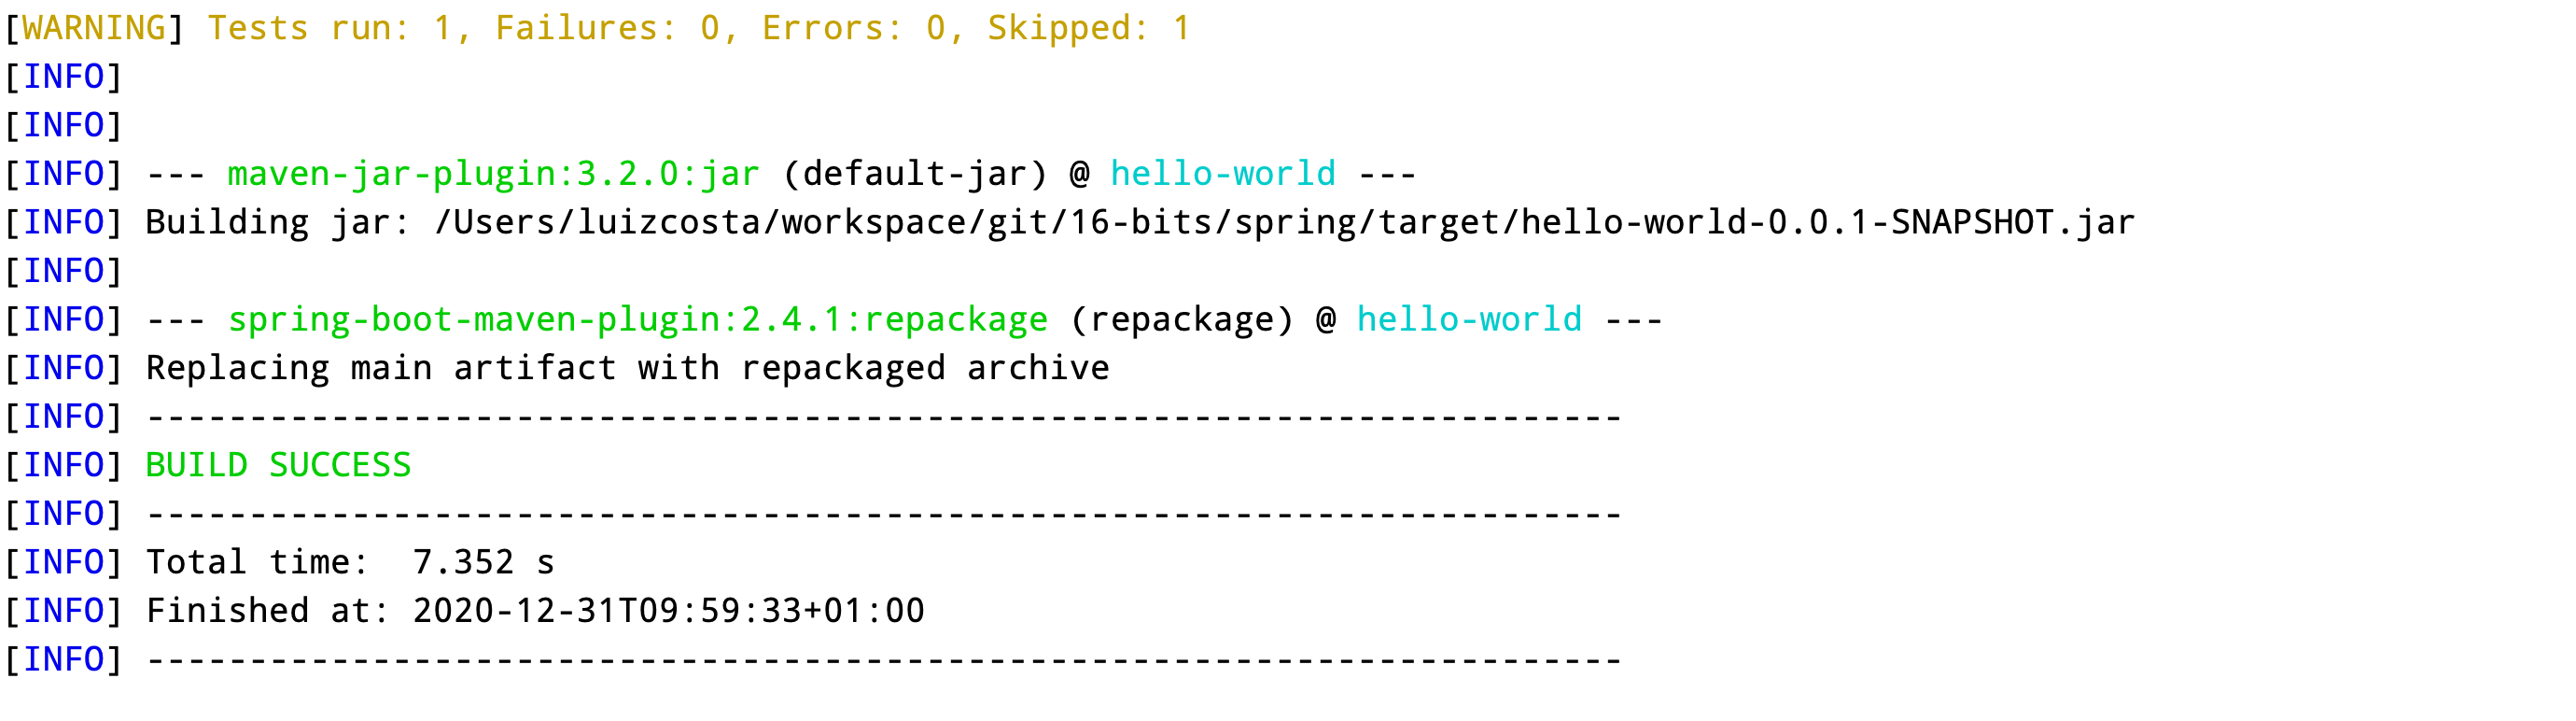 [WARNING] Tests run: 1, Failures: 0, Errors: 0, Skipped: 1
[INFO]
[INFO]
[INFO] --- maven-jar-plugin:3.2.0:jar (default-jar) @ hello-world ---
[INFO] Building jar: /Users/luizcosta/workspace/git/16-bits/spring/target/hello-world-0.0.1-SNAPSHOT.jar
[INFO]
[INFO] --- spring-boot-maven-plugin:2.4.1:repackage (repackage) @ hello-world ---
[INFO] Replacing main artifact with repackaged archive
[INFO] ------------------------------------------------------------------------
[INFO] BUILD SUCCESS
[INFO] ------------------------------------------------------------------------
[INFO] Total time:  7.352 s
[INFO] Finished at: 2020-12-31T09:59:33+01:00
[INFO] ------------------------------------------------------------------------